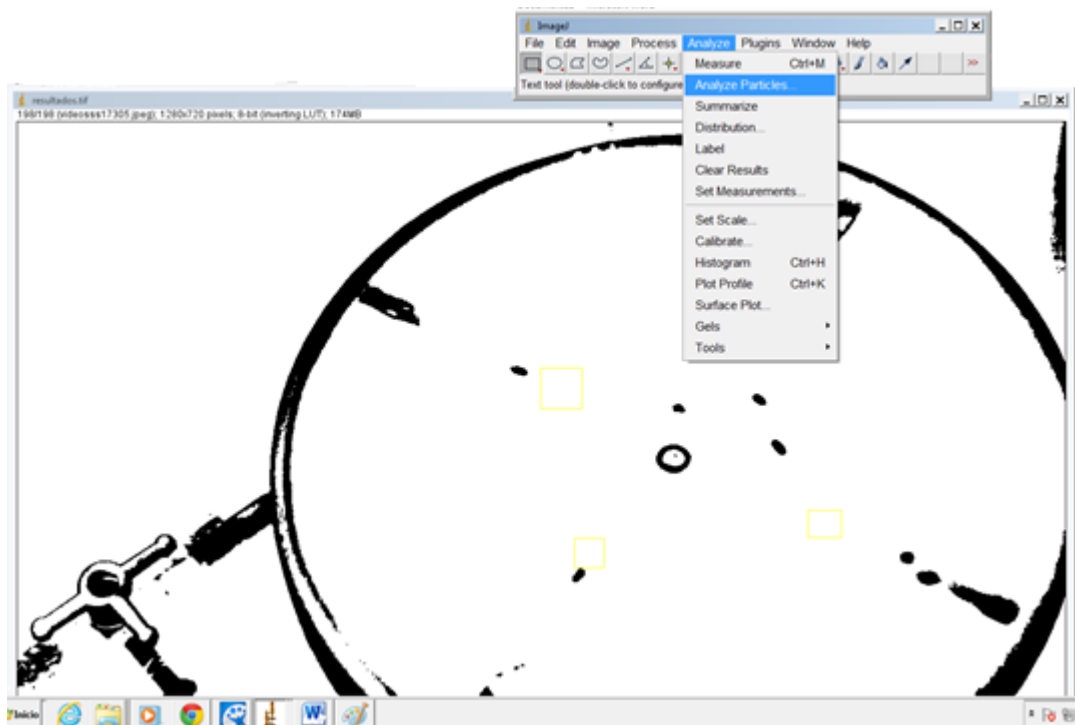 ImageJ
File Edit Image Process Analyze Plugins Window Help
>>
Text tool (double-click to configure
Measure Ctrl+M
Analyze Particles...
Summarize
Distribution...
Label
Clear Results
Set Measurements...
Set Scale...
Calibrate...
Histogram Ctrl+H
Plot Profile Ctrl+K
Surface Plot...
Gels
Tools
resultados.tif
198/198 (videosss17305.jpeg); 1280x720 pixels; 8-bit (inverting LUT); 174MB
Inicio
W